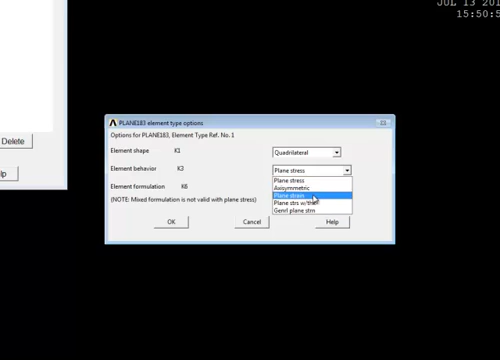 JUL 13 201
15:50:5
Delete
lp
PLANE183 element type options
Options for PLANE183, Element Type Ref. No. 1
Element shape K1 Quadrilateral
Element behavior K3 Plane stress
Plane stress
Axisymmetric
Plane strain
Element formulation K6 Plane strs w/thk
(NOTE: Mixed formulation is not valid with plane stress) Genrl plane strn
OK Cancel Help